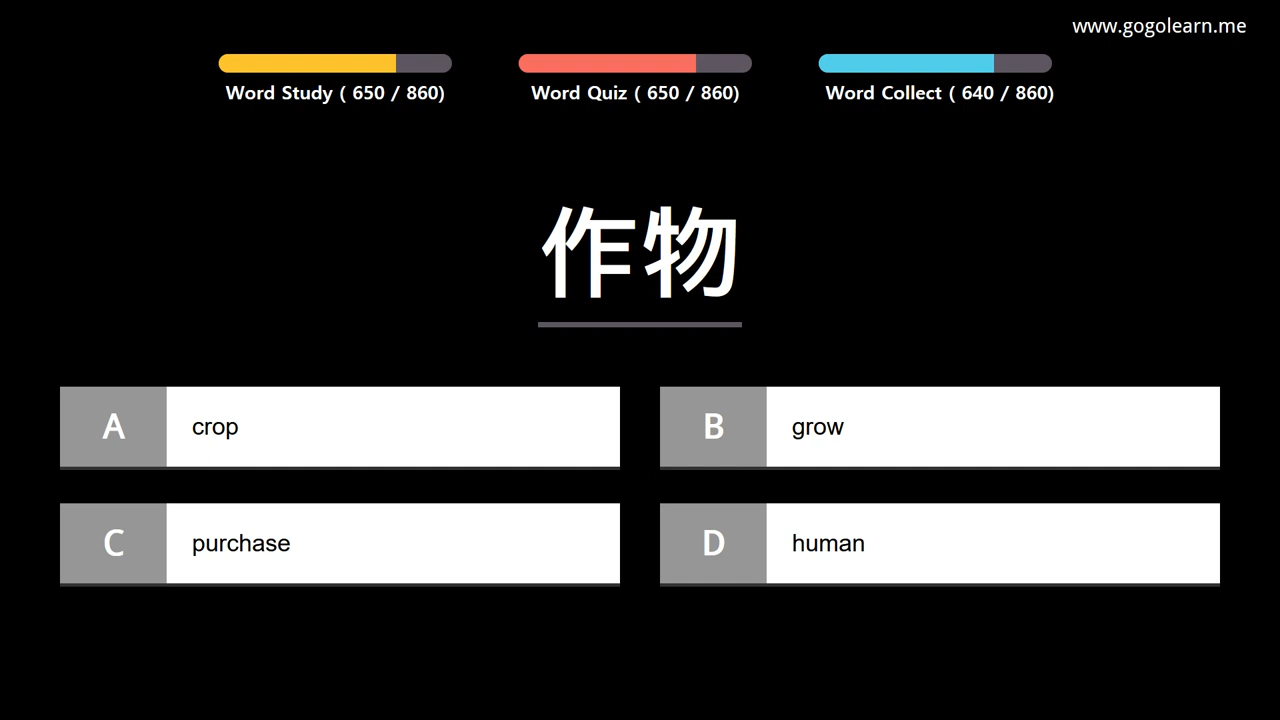 www.gogolearn.me
Word Study ( 650 / 860)
Word Quiz ( 650 / 860)
Word Collect ( 640 / 860)
作物
A crop
B grow
C purchase
D human